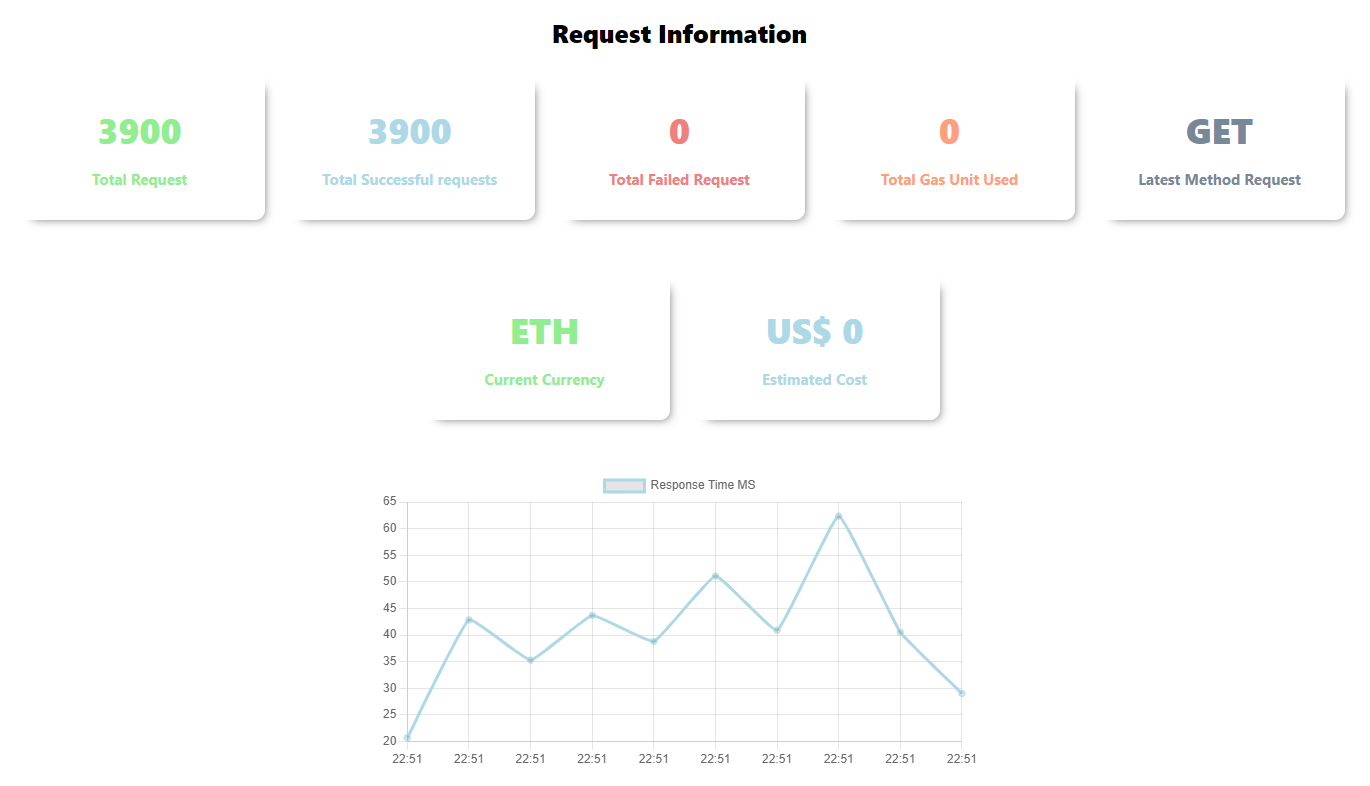 Request Information
3900
Total Request
3900
Total Successful requests
0
Total Failed Request
0
Total Gas Unit Used
GET
Latest Method Request
ETH
Current Currency
US$ 0
Estimated Cost
Response Time MS
65
60
55
50
45
40
35
30
25
20
22:51 22:51 22:51 22:51 22:51 22:51 22:51 22:51 22:51 22:51